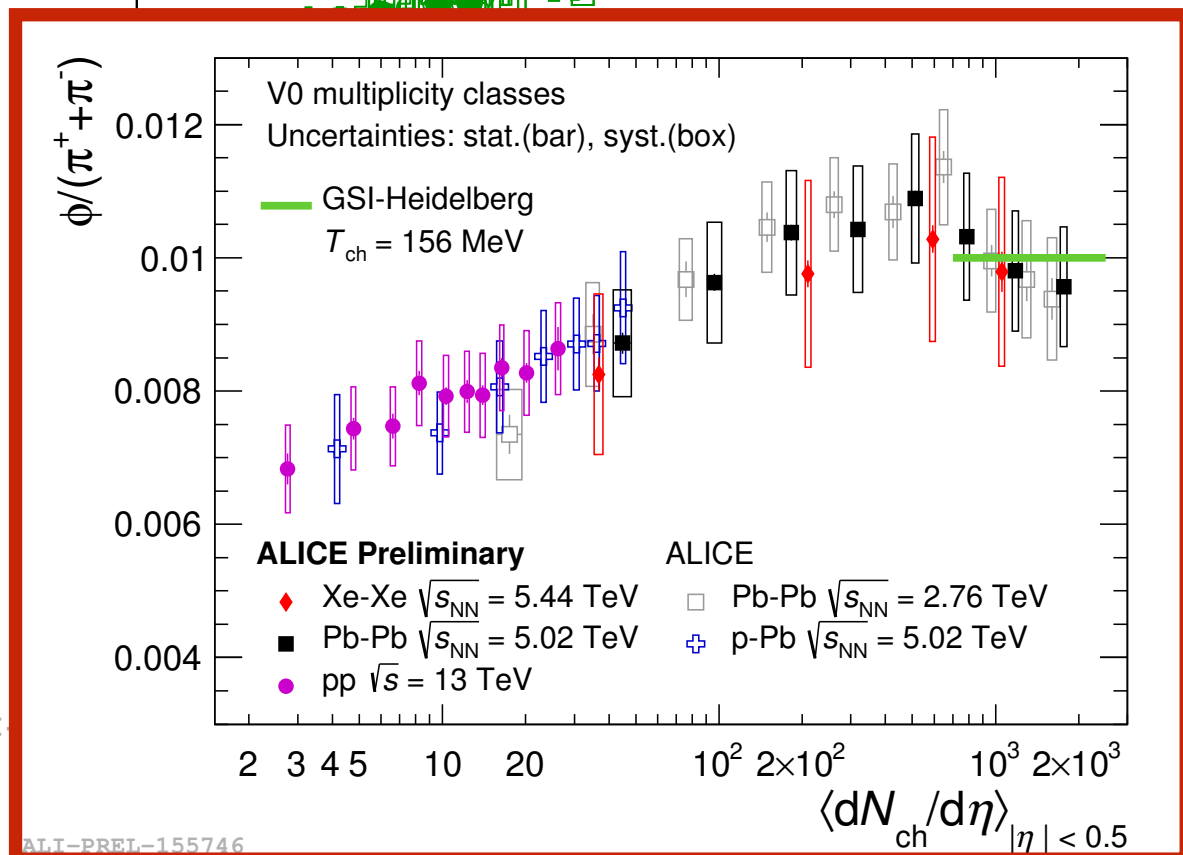 ϕ/(π⁺+π⁻)
V0 multiplicity classes
Uncertainties: stat.(bar), syst.(box)
GSI-Heidelberg
T_ch = 156 MeV
0.012
0.01
0.008
0.006
0.004
ALICE Preliminary
Xe-Xe √s_NN = 5.44 TeV
Pb-Pb √s_NN = 5.02 TeV
pp √s = 13 TeV
ALICE
Pb-Pb √s_NN = 2.76 TeV
p-Pb √s_NN = 5.02 TeV
2 3 4 5 10 20 10² 2×10² 10³ 2×10³
⟨dN_ch/dη⟩_|η| < 0.5
ALI-PREL-155746